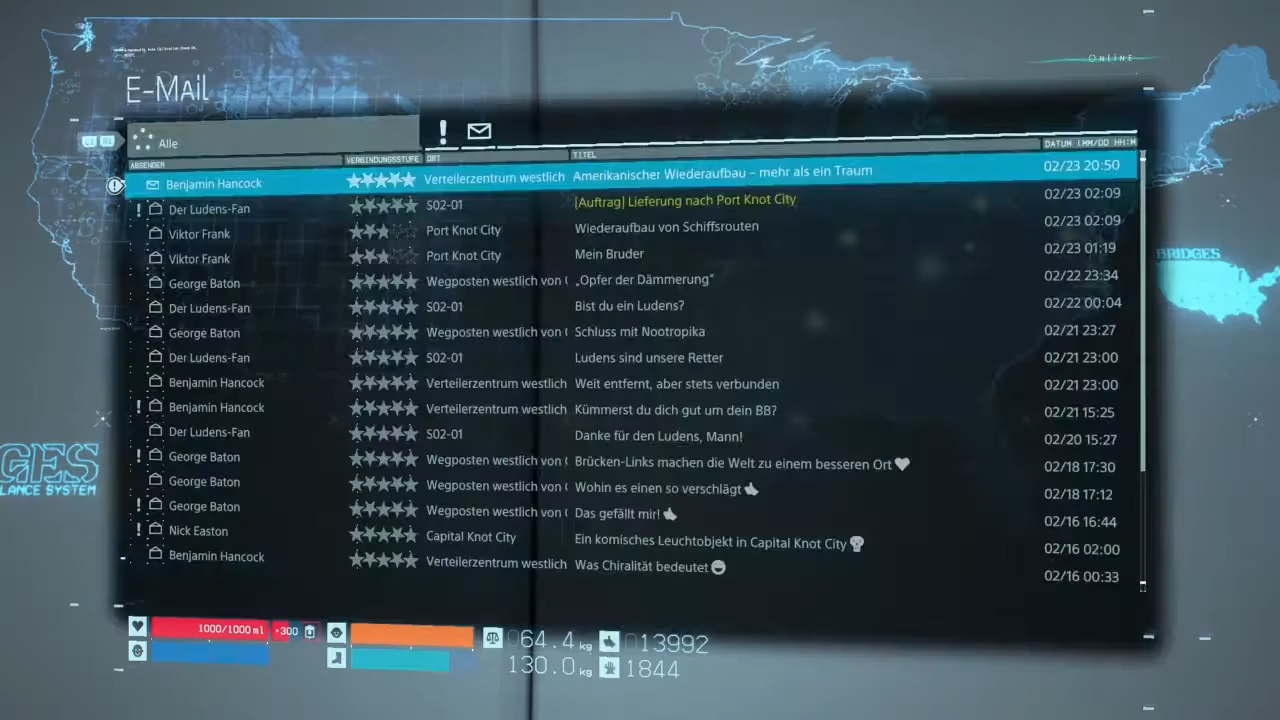 E-Mail
Online
L1 R1 Alle
ABSENDER VERBINDUNGSSTUFE ORT TITEL DATUM (MM/DD HH:M
Benjamin Hancock ★★★★★ Verteilerzentrum westlich Amerikanischer Wiederaufbau – mehr als ein Traum 02/23 20:50
! Der Ludens-Fan ★★★★★ S02-01 [Auftrag] Lieferung nach Port Knot City 02/23 02:09
Viktor Frank ★★★☆☆ Port Knot City Wiederaufbau von Schiffsrouten 02/23 02:09
Viktor Frank ★★★☆☆ Port Knot City Mein Bruder 02/23 01:19
George Baton ★★★★★ Wegposten westlich von „Opfer der Dämmerung“ 02/22 23:34
Der Ludens-Fan ★★★★★ S02-01 Bist du ein Ludens? 02/22 00:04
George Baton ★★★★★ Wegposten westlich von Schluss mit Nootropika 02/21 23:27
Der Ludens-Fan ★★★★★ S02-01 Ludens sind unsere Retter 02/21 23:00
Benjamin Hancock ★★★★★ Verteilerzentrum westlich Weit entfernt, aber stets verbunden 02/21 23:00
! Benjamin Hancock ★★★★★ Verteilerzentrum westlich Kümmerst du dich gut um dein BB? 02/21 15:25
Der Ludens-Fan ★★★★★ S02-01 Danke für den Ludens, Mann! 02/20 15:27
! George Baton ★★★★★ Wegposten westlich von Brücken-Links machen die Welt zu einem besseren Ort 02/18 17:30
George Baton ★★★★★ Wegposten westlich von Wohin es einen so verschlägt 02/18 17:12
! George Baton ★★★★★ Wegposten westlich von Das gefällt mir! 02/16 16:44
! Nick Easton ★★★★★ Capital Knot City Ein komisches Leuchtobjekt in Capital Knot City 02/16 02:00
Benjamin Hancock ★★★★★ Verteilerzentrum westlich Was Chiralität bedeutet 02/16 00:33
BRIDGES
GES
LANCE SYSTEM
1000/1000 ml +300 064.4 kg 013992
130.0 kg 1844